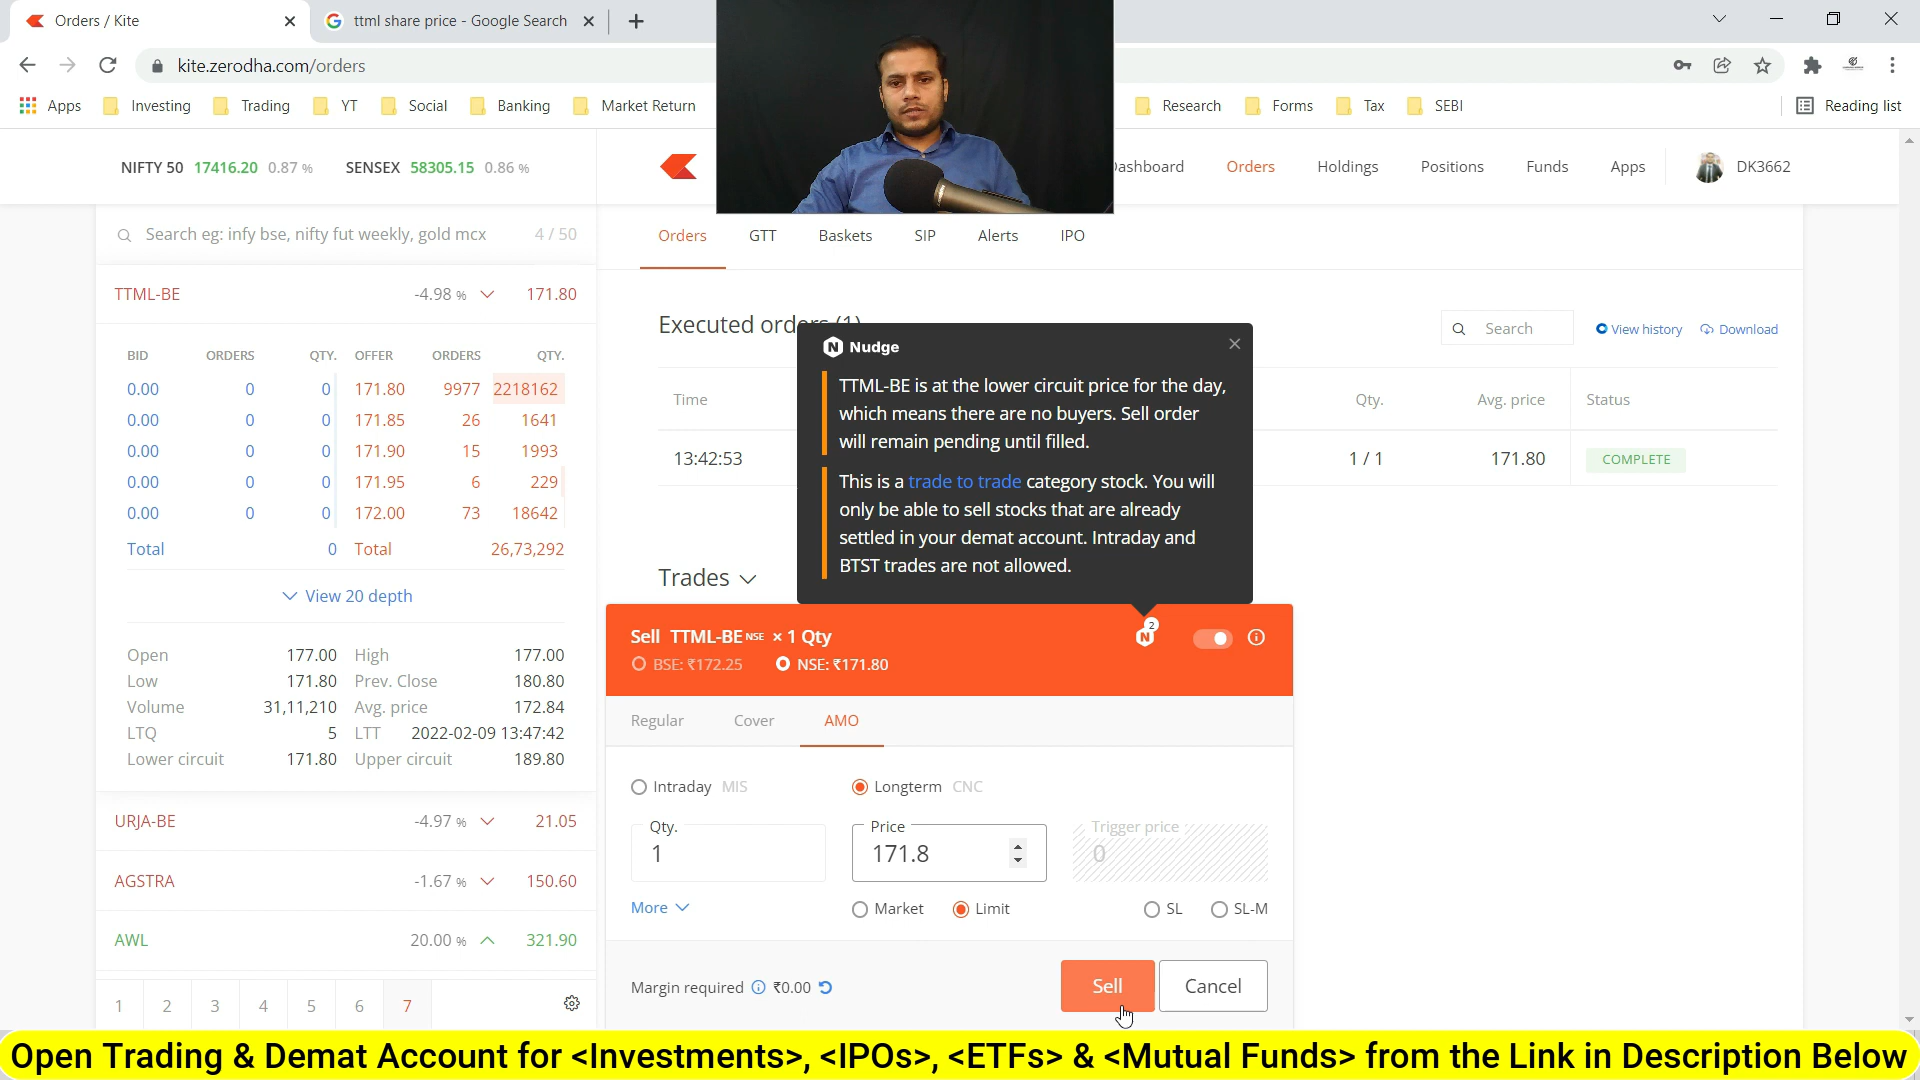 Orders / Kite
ttml share price - Google Search
kite.zerodha.com/orders
Apps Investing Trading YT Social Banking Market Return Research Forms Tax SEBI Reading list
NIFTY 50 17416.20 0.87 % SENSEX 58305.15 0.86 %
ashboard Orders Holdings Positions Funds Apps DK3662
Search eg: infy bse, nifty fut weekly, gold mcx 4 / 50
Orders GTT Baskets SIP Alerts IPO
TTML-BE -4.98 % 171.80
BID ORDERS QTY. OFFER ORDERS QTY.
0.00 0 0 171.80 9977 2218162
0.00 0 0 171.85 26 1641
0.00 0 0 171.90 15 1993
0.00 0 0 171.95 6 229
0.00 0 0 172.00 73 18642
Total 0 Total 26,73,292
View 20 depth
Open 177.00 High 177.00
Low 171.80 Prev. Close 180.80
Volume 31,11,210 Avg. price 172.84
LTQ 5 LTT 2022-02-09 13:47:42
Lower circuit 171.80 Upper circuit 189.80
URJA-BE -4.97 % 21.05
AGSTRA -1.67 % 150.60
AWL 20.00 % 321.90
1 2 3 4 5 6 7
Executed orders (1)
Search View history Download
Time Qty. Avg. price Status
13:42:53 1 / 1 171.80 COMPLETE
Trades
Nudge
TTML-BE is at the lower circuit price for the day,
which means there are no buyers. Sell order
will remain pending until filled.
This is a trade to trade category stock. You will
only be able to sell stocks that are already
settled in your demat account. Intraday and
BTST trades are not allowed.
Sell TTML-BE NSE × 1 Qty
2
BSE: ₹172.25 NSE: ₹171.80
Regular Cover AMO
Intraday MIS Longterm CNC
Qty. Price Trigger price
1 171.8 0
More Market Limit SL SL-M
Margin required ₹0.00 Sell Cancel
Open Trading & Demat Account for <Investments>, <IPOs>, <ETFs> & <Mutual Funds> from the Link in Description Below